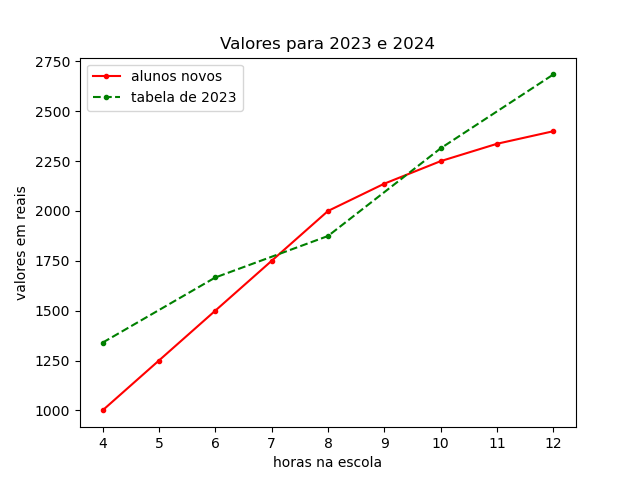 Valores para 2023 e 2024
alunos novos
tabela de 2023
valores em reais
2750
2500
2250
2000
1750
1500
1250
1000
4 5 6 7 8 9 10 11 12
horas na escola